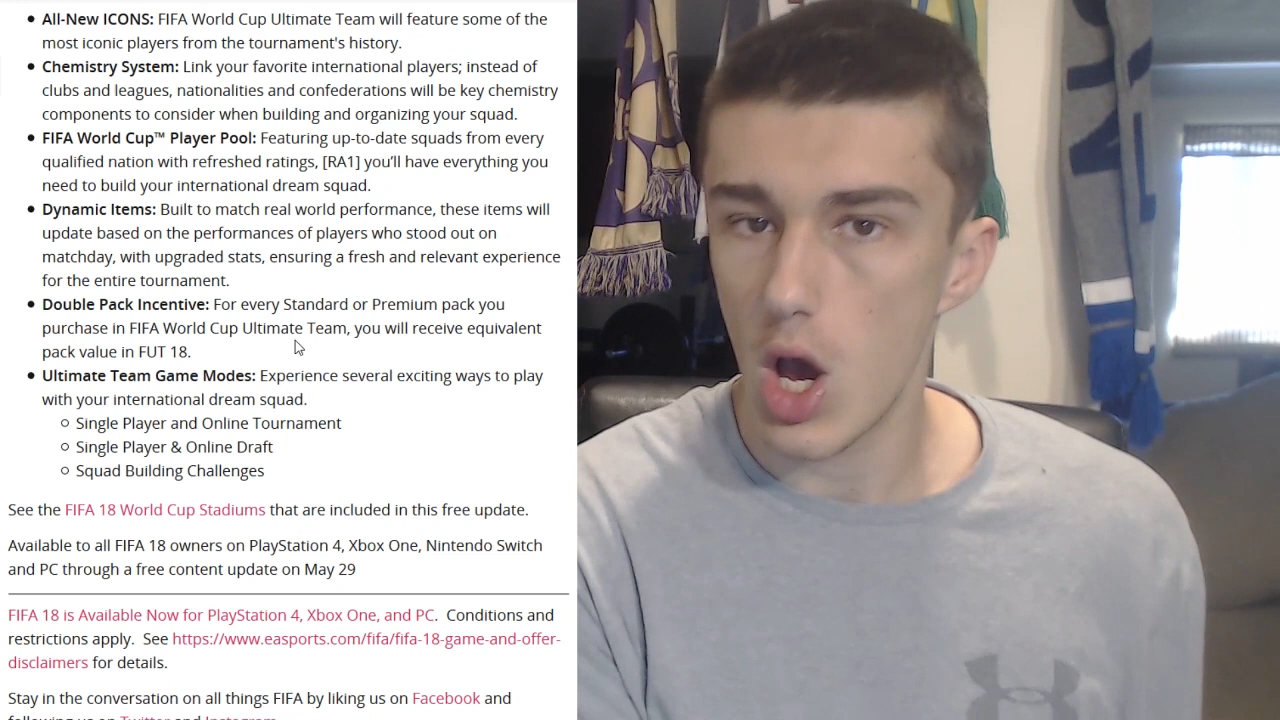 All-New ICONS: FIFA World Cup Ultimate Team will feature some of the
most iconic players from the tournament's history.
Chemistry System: Link your favorite international players; instead of
clubs and leagues, nationalities and confederations will be key chemistry
components to consider when building and organizing your squad.
FIFA World Cup™ Player Pool: Featuring up-to-date squads from every
qualified nation with refreshed ratings, [RA1] you’ll have everything you
need to build your international dream squad.
Dynamic Items: Built to match real world performance, these items will
update based on the performances of players who stood out on
matchday, with upgraded stats, ensuring a fresh and relevant experience
for the entire tournament.
Double Pack Incentive: For every Standard or Premium pack you
purchase in FIFA World Cup Ultimate Team, you will receive equivalent
pack value in FUT 18.
Ultimate Team Game Modes: Experience several exciting ways to play
with your international dream squad.
Single Player and Online Tournament
Single Player & Online Draft
Squad Building Challenges
See the FIFA 18 World Cup Stadiums that are included in this free update.
Available to all FIFA 18 owners on PlayStation 4, Xbox One, Nintendo Switch
and PC through a free content update on May 29
FIFA 18 is Available Now for PlayStation 4, Xbox One, and PC. Conditions and
restrictions apply. See https://www.easports.com/fifa/fifa-18-game-and-offer-
disclaimers for details.
Stay in the conversation on all things FIFA by liking us on Facebook and
following us on Twitter and Instagram.